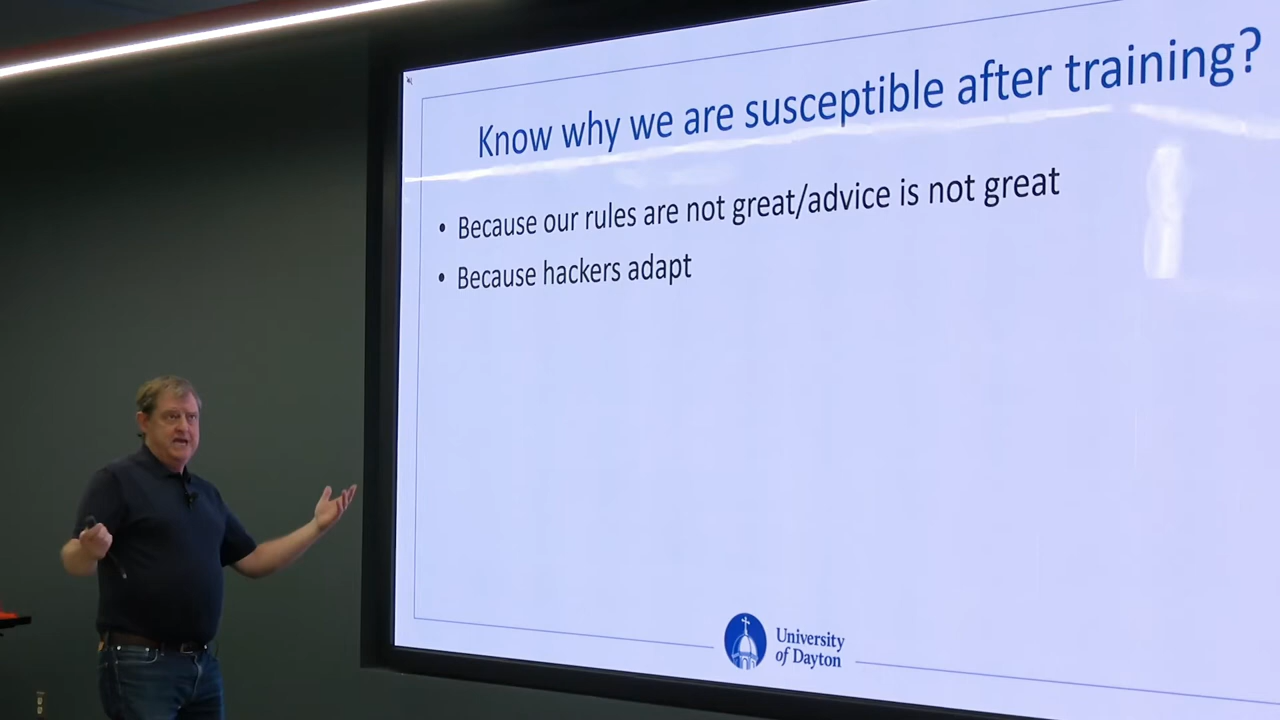 Know why we are susceptible after training?
• Because our rules are not great/advice is not great
• Because hackers adapt
University
of Dayton